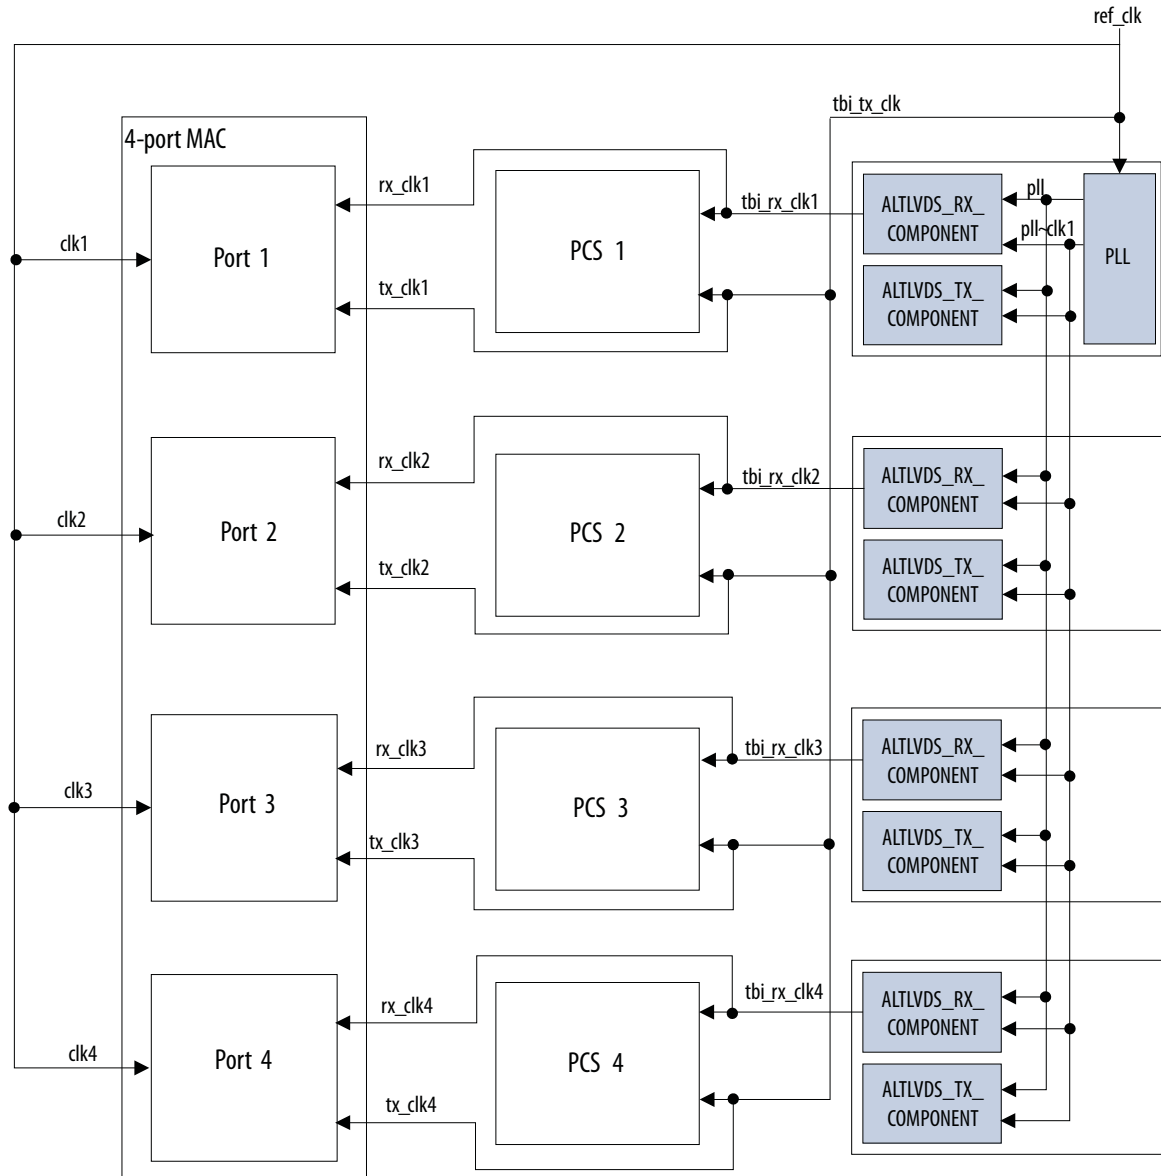 ref_clk
tbi_tx_clk
4-port MAC
rx_clk1
tbi_rx_clk1
ALTLVDS_RX_
COMPONENT
pll
pll~clk1
PLL
clk1
Port 1
PCS 1
tx_clk1
ALTLVDS_TX_
COMPONENT
rx_clk2
tbi_rx_clk2
ALTLVDS_RX_
COMPONENT
clk2
Port 2
PCS 2
tx_clk2
ALTLVDS_TX_
COMPONENT
rx_clk3
tbi_rx_clk3
ALTLVDS_RX_
COMPONENT
clk3
Port 3
PCS 3
tx_clk3
ALTLVDS_TX_
COMPONENT
rx_clk4
tbi_rx_clk4
ALTLVDS_RX_
COMPONENT
clk4
Port 4
PCS 4
tx_clk4
ALTLVDS_TX_
COMPONENT